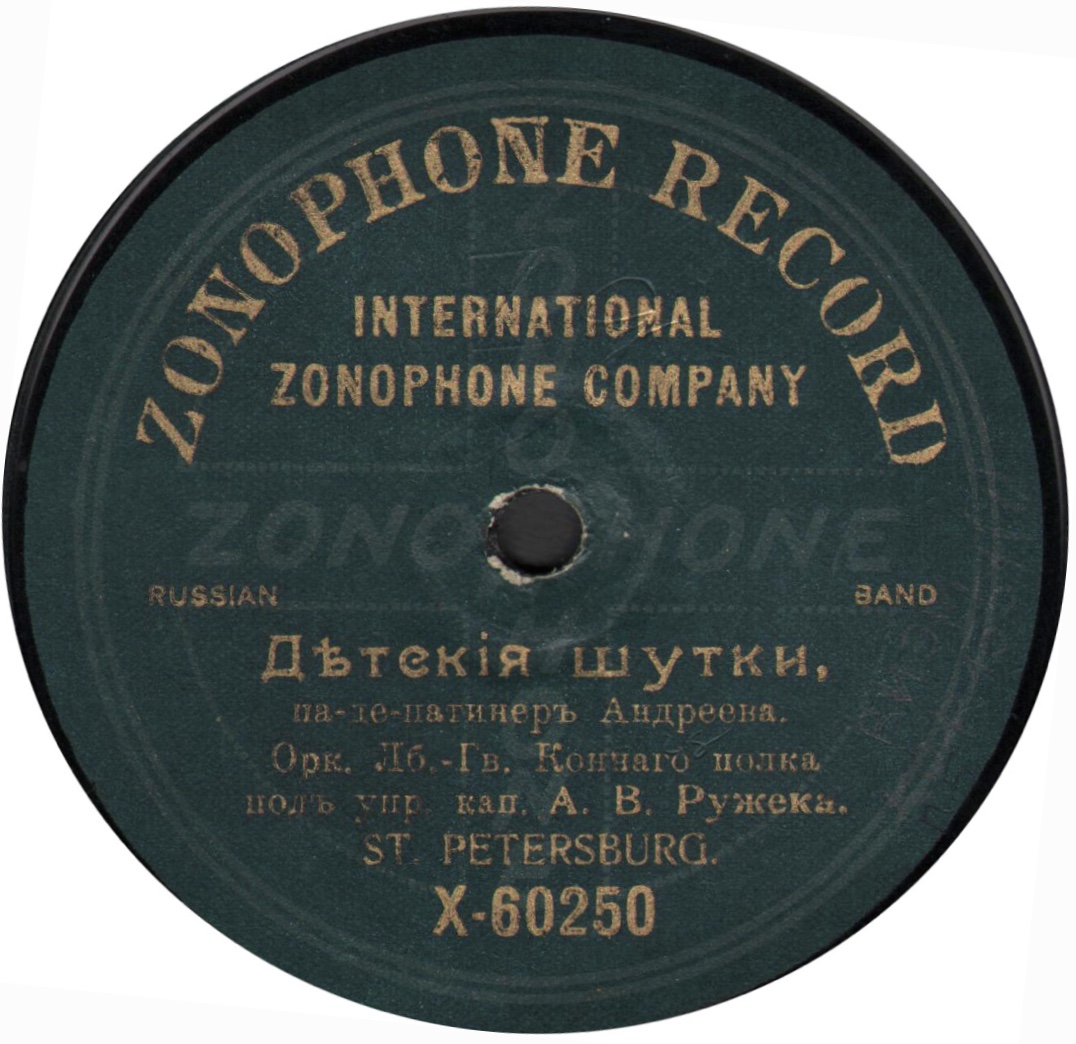 ZONOPHONE RECORD
INTERNATIONAL
ZONOPHONE COMPANY
ZONOPHONE
RUSSIAN BAND
Дѣтскія шутки,
па-де-патинеръ Андреева.
Орк. Лб.-Гв. Коннаго полка
подъ упр. кап. А. В. Ружека.
ST. PETERSBURG.
X-60250